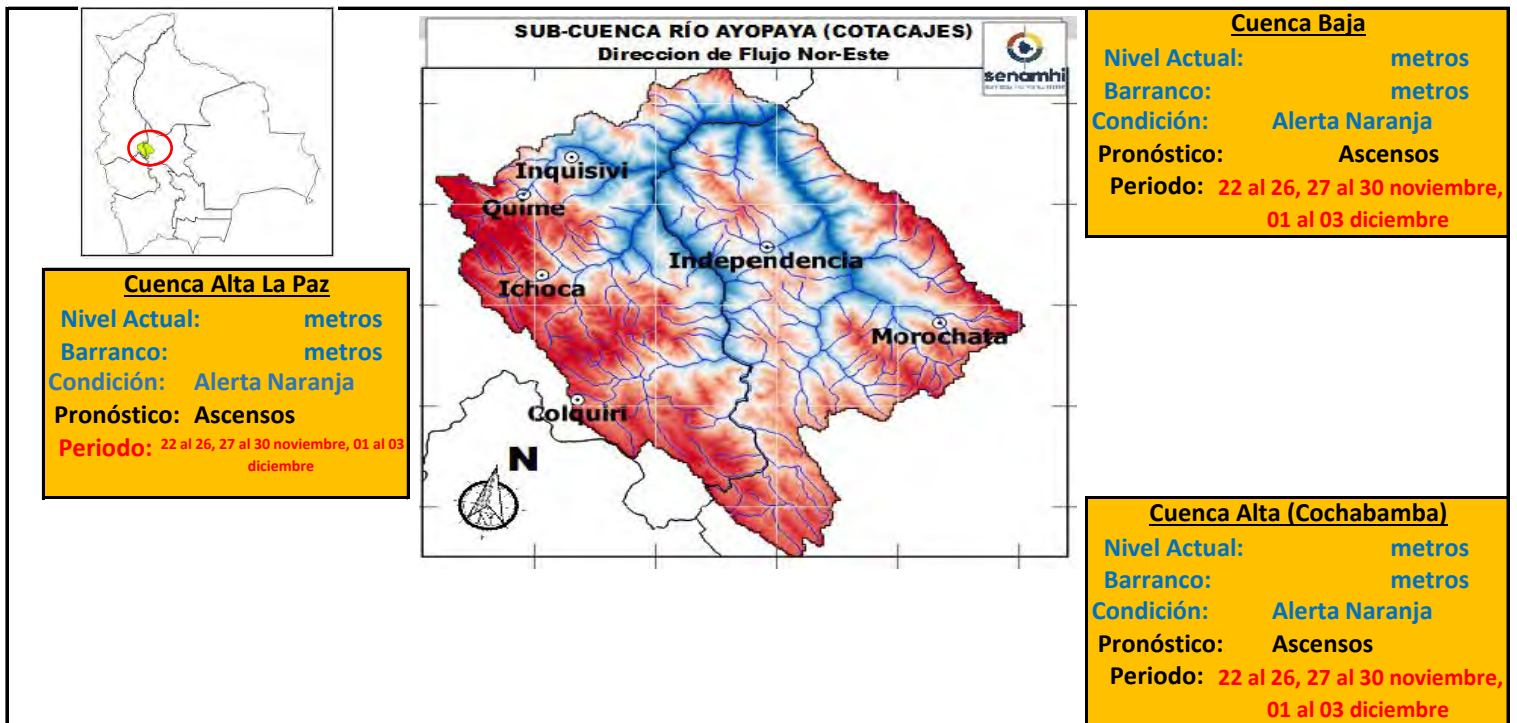 SUB-CUENCA RÍO AYOPAYA (COTACAJES)
Direccion de Flujo Nor-Este
senamhi
Inquisivi
Quime
Independencia
Ichoca
Morochata
Colquiri
N
Cuenca Alta La Paz
Nivel Actual: metros
Barranco: metros
Condición: Alerta Naranja
Pronóstico: Ascensos
Periodo: 22 al 26, 27 al 30 noviembre, 01 al 03
diciembre
Cuenca Baja
Nivel Actual: metros
Barranco: metros
Condición: Alerta Naranja
Pronóstico: Ascensos
Periodo: 22 al 26, 27 al 30 noviembre,
01 al 03 diciembre
Cuenca Alta (Cochabamba)
Nivel Actual: metros
Barranco: metros
Condición: Alerta Naranja
Pronóstico: Ascensos
Periodo: 22 al 26, 27 al 30 noviembre,
01 al 03 diciembre